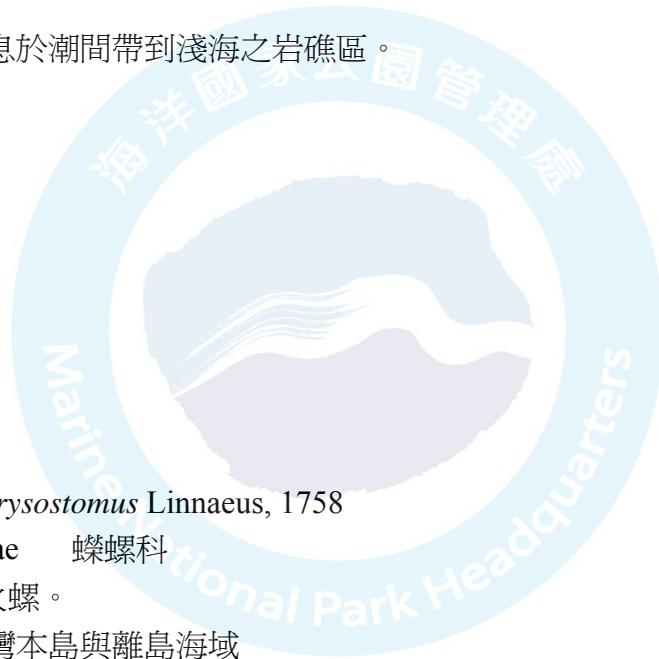 息於潮間帶到淺海之岩礁區。
海洋國家公園管理處
Marine National Park Headquarters
rysostomus Linnaeus, 1758
ae 蠑螺科
螺。
灣本島與離島海域